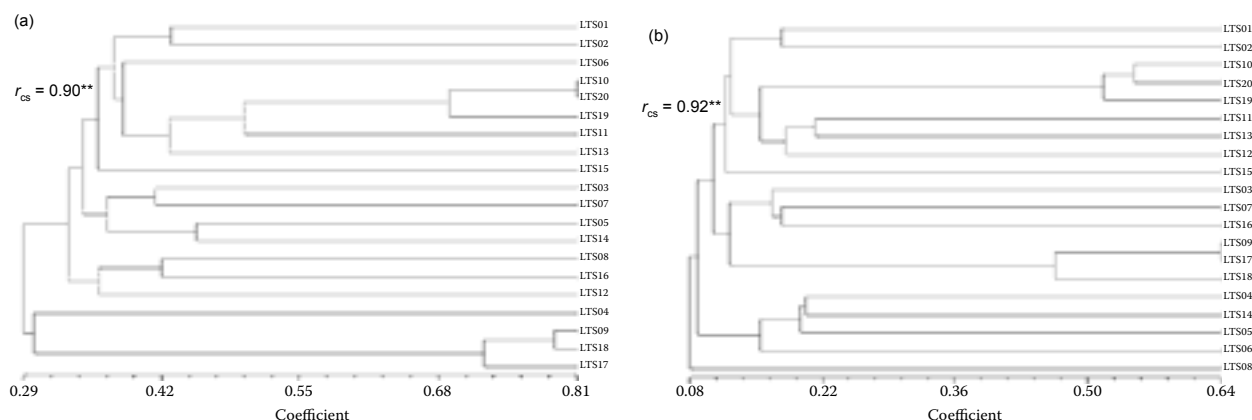 (a)
LTS01
LTS02
LTS06
LTS10
LTS20
LTS19
LTS11
LTS13
LTS15
LTS03
LTS07
LTS05
LTS14
LTS08
LTS16
LTS12
LTS04
LTS09
LTS18
LTS17
rcs = 0.90**
0.29 0.42 0.55 0.68 0.81
Coefficient
(b)
LTS01
LTS02
LTS10
LTS20
LTS19
LTS11
LTS13
LTS12
LTS15
LTS03
LTS07
LTS16
LTS09
LTS17
LTS18
LTS04
LTS14
LTS05
LTS06
LTS08
rcs = 0.92**
0.08 0.22 0.36 0.50 0.64
Coefficient